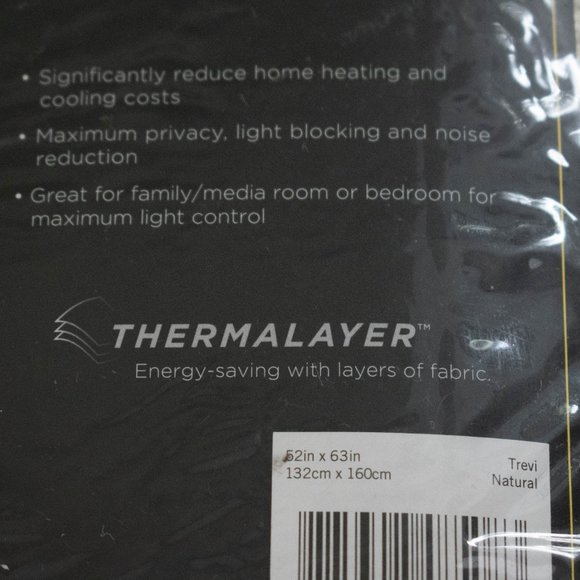 • Significantly reduce home heating and
cooling costs
• Maximum privacy, light blocking and noise
reduction
• Great for family/media room or bedroom for
maximum light control
THERMALAYER™
Energy-saving with layers of fabric.
52in x 63in
132cm x 160cm
Trevi
Natural